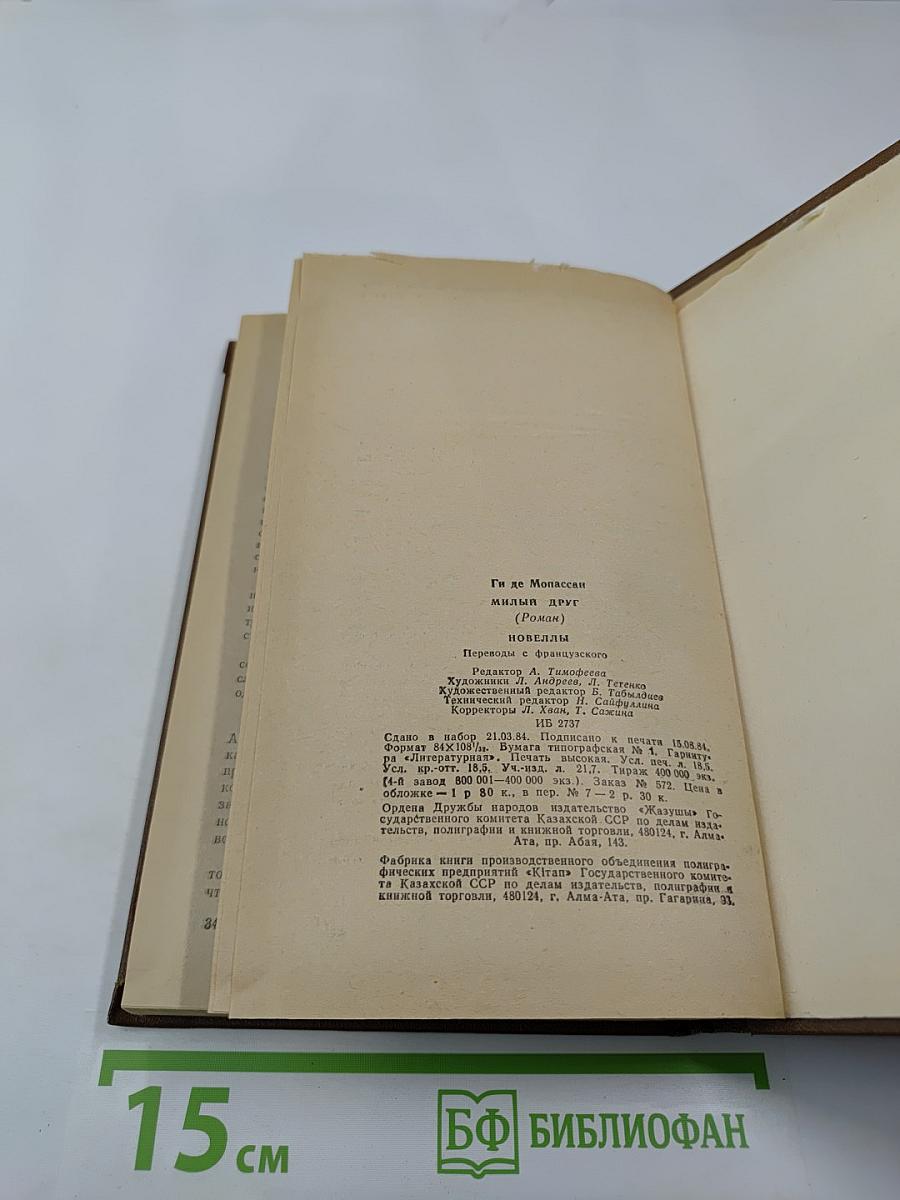 Ги де Мопассан
МИЛЫЙ ДРУГ
(Роман)
НОВЕЛЛЫ
Переводы с французского
Редактор А. Тимофеева
Художники Л. Андреев, Л. Тетенко
Художественный редактор Б. Табылдиев
Технический редактор Н. Сайфуллина
Корректоры Л. Хван, Т. Сажина
ИБ 2737
Сдано в набор 21.03.84. Подписано к печати 15.08.84.
Формат 84×108 1/32. Бумага типографская № 1. Гарниту-
ра «Литературная». Печать высокая. Усл. печ. л. 18,5.
Усл. кр.-отт. 18,5. Уч.-изд. л. 21,7. Тираж 400 000 экз.
(4-й завод 800 001—400 000 экз.). Заказ № 572. Цена в
обложке — 1 р 80 к., в пер. № 7 — 2 р. 30 к.
Ордена Дружбы народов издательство «Жазушы» Го-
сударственного комитета Казахской ССР по делам изда-
тельств, полиграфии и книжной торговли, 480124, г. Алма-
Ата, пр. Абая, 143.
Фабрика книги производственного объединения полигра-
фических предприятий «Кітап» Государственного комите-
та Казахской ССР по делам издательств, полиграфии и
книжной торговли, 480124, г. Алма-Ата, пр. Гагарина, 93.
34
15 см
БФ БИБЛИОФАН